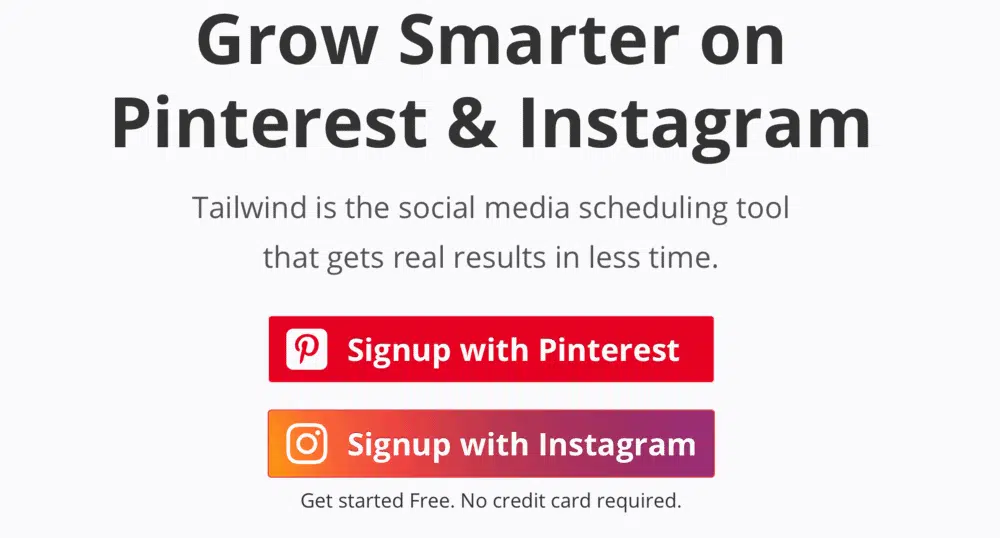 Grow Smarter on
Pinterest & Instagram
Tailwind is the social media scheduling tool
that gets real results in less time.
Signup with Pinterest
Signup with Instagram
Get started Free. No credit card required.